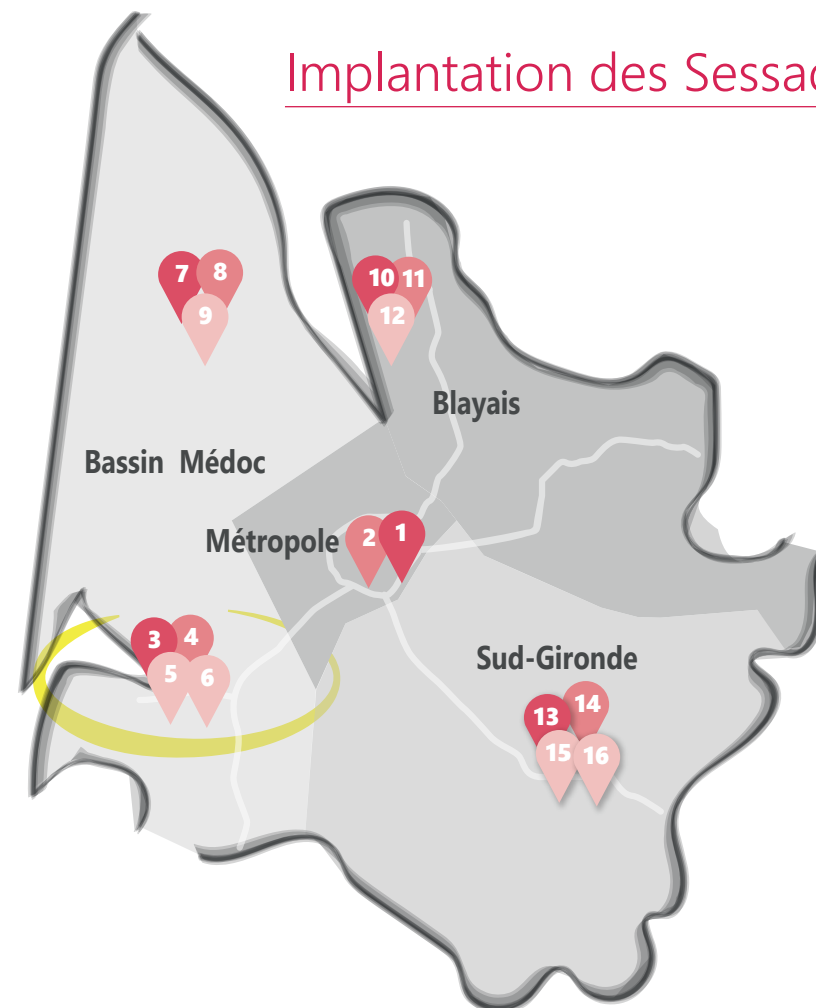 Implantation des Sessad
7 8
9
10 11
12
Blayais
Bassin Médoc
Métropole
2 1
3 4
5 6
Sud-Gironde
13 14
15 16